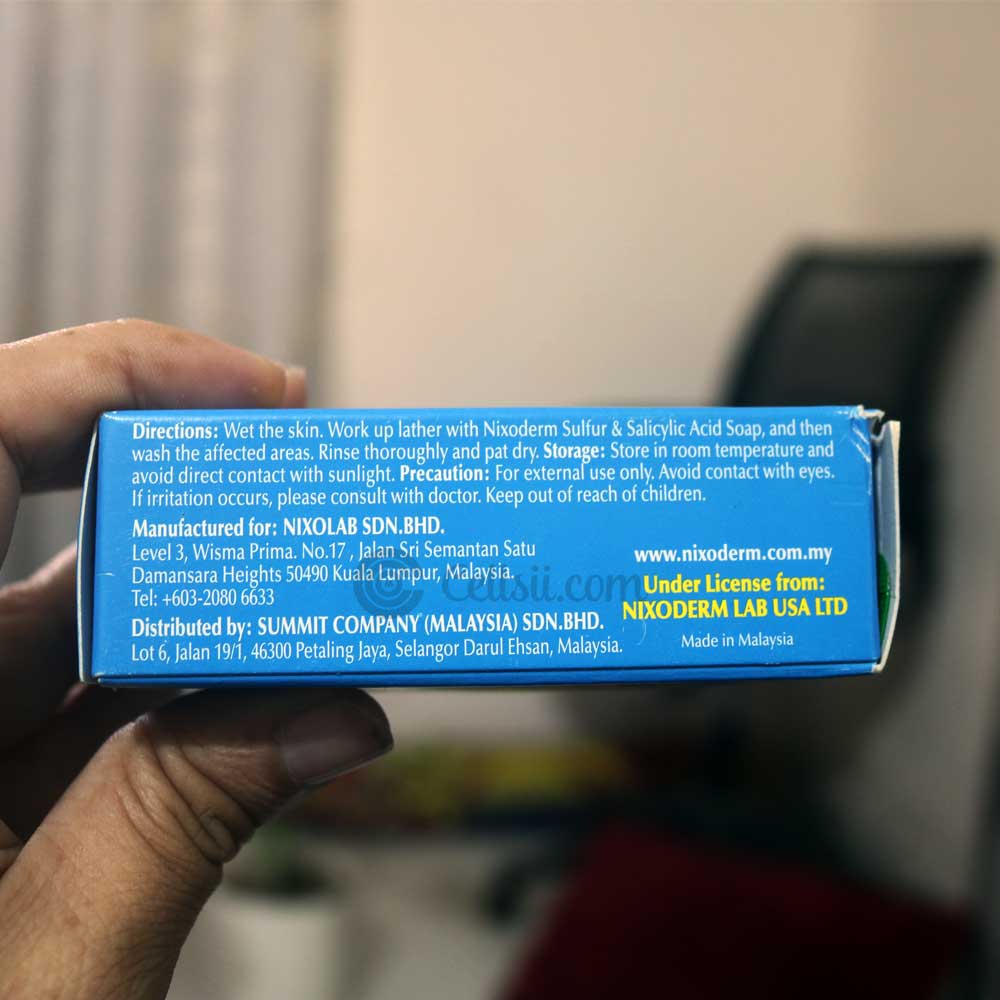 Directions: Wet the skin. Work up lather with Nixoderm Sulfur & Salicylic Acid Soap, and then
wash the affected areas. Rinse thoroughly and pat dry. Storage: Store in room temperature and
avoid direct contact with sunlight. Precaution: For external use only. Avoid contact with eyes.
If irritation occurs, please consult with doctor. Keep out of reach of children.
Manufactured for: NIXOLAB SDN.BHD.
Level 3, Wisma Prima. No.17 , Jalan Sri Semantan Satu
Damansara Heights 50490 Kuala Lumpur, Malaysia.
Tel: +603-2080 6633
Distributed by: SUMMIT COMPANY (MALAYSIA) SDN.BHD.
Lot 6, Jalan 19/1, 46300 Petaling Jaya, Selangor Darul Ehsan, Malaysia.
www.nixoderm.com.my
Under License from:
NIXODERM LAB USA LTD
Made in Malaysia